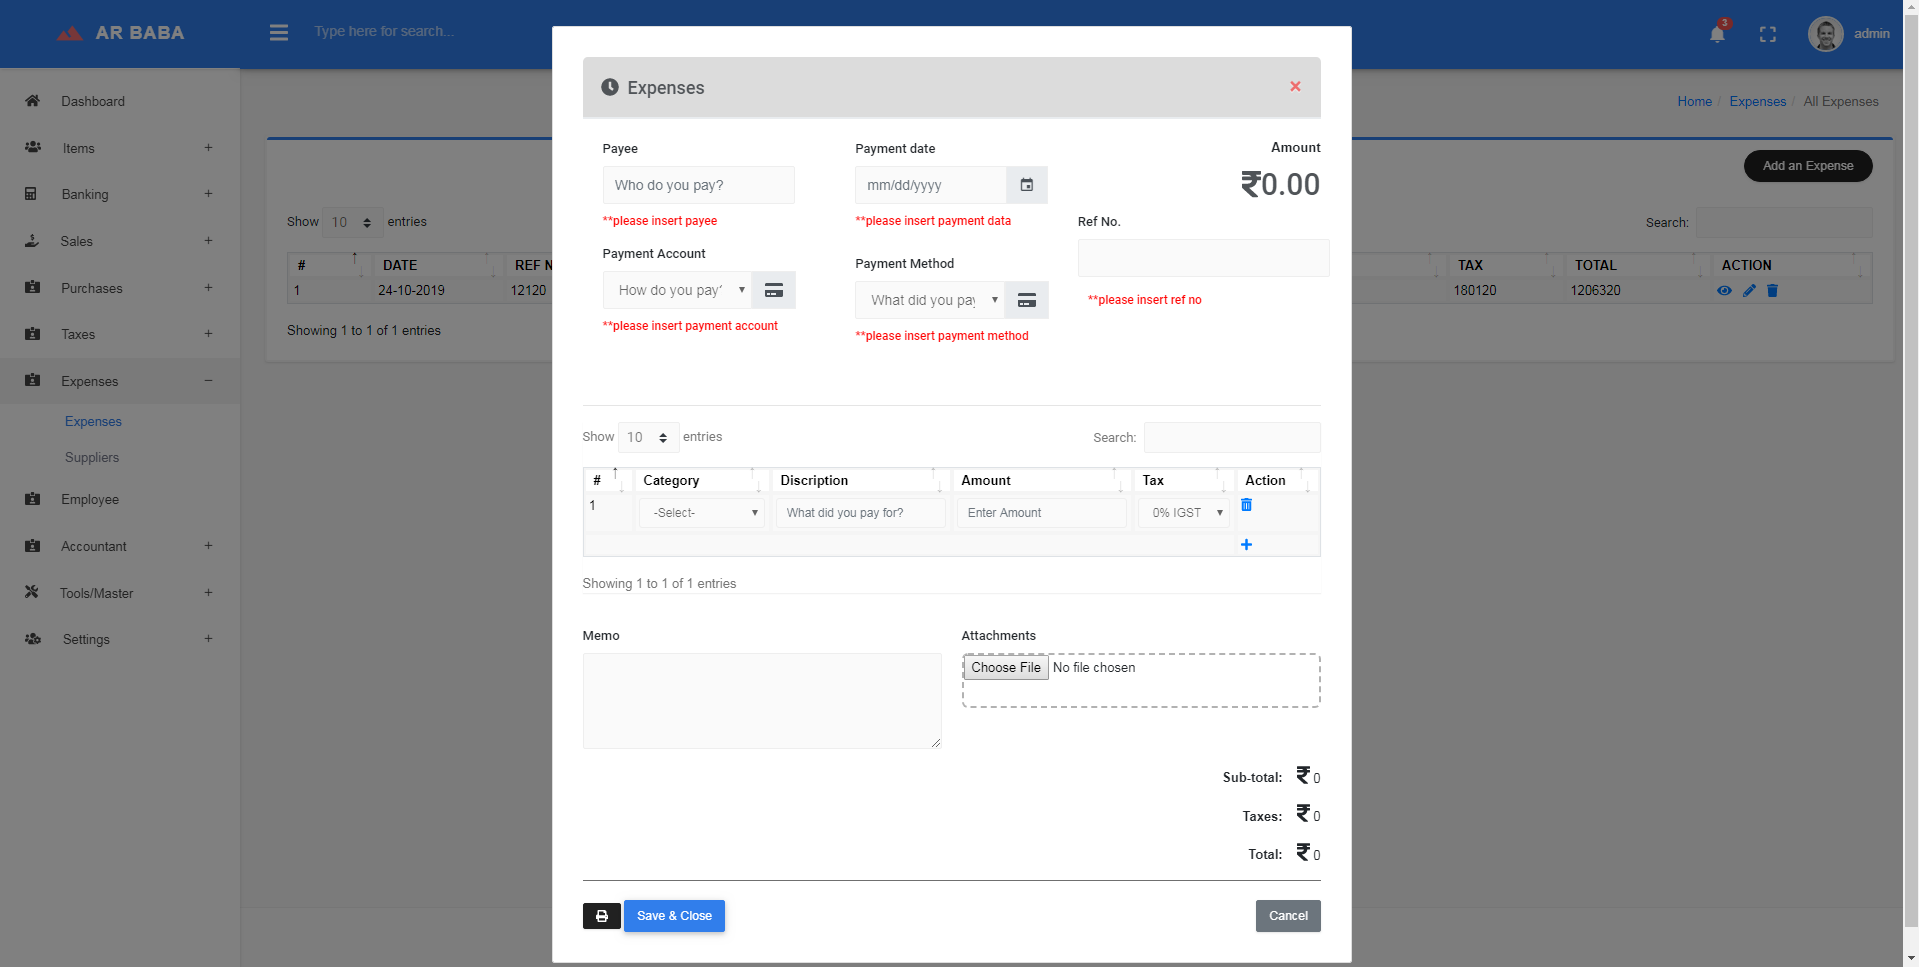 AR BABA
Type here for search...
3
admin
Dashboard
Items
Banking
Sales
Purchases
Taxes
Expenses
Expenses
Suppliers
Employee
Accountant
Tools/Master
Settings
Home / Expenses / All Expenses
Add an Expense
Show 10 entries
Search:
# DATE REF N TAX TOTAL ACTION
1 24-10-2019 12120 180120 1206320
Showing 1 to 1 of 1 entries
Expenses
Payee
Who do you pay?
**please insert payee
Payment date
mm/dd/yyyy
**please insert payment data
Amount
₹0.00
Payment Account
How do you pay?
**please insert payment account
Payment Method
What did you pay
**please insert payment method
Ref No.
**please insert ref no
Show 10 entries
Search:
# Category Discription Amount Tax Action
1 -Select- What did you pay for? Enter Amount 0% IGST
Showing 1 to 1 of 1 entries
Memo
Attachments
Choose File No file chosen
Sub-total: ₹ 0
Taxes: ₹ 0
Total: ₹ 0
Save & Close
Cancel